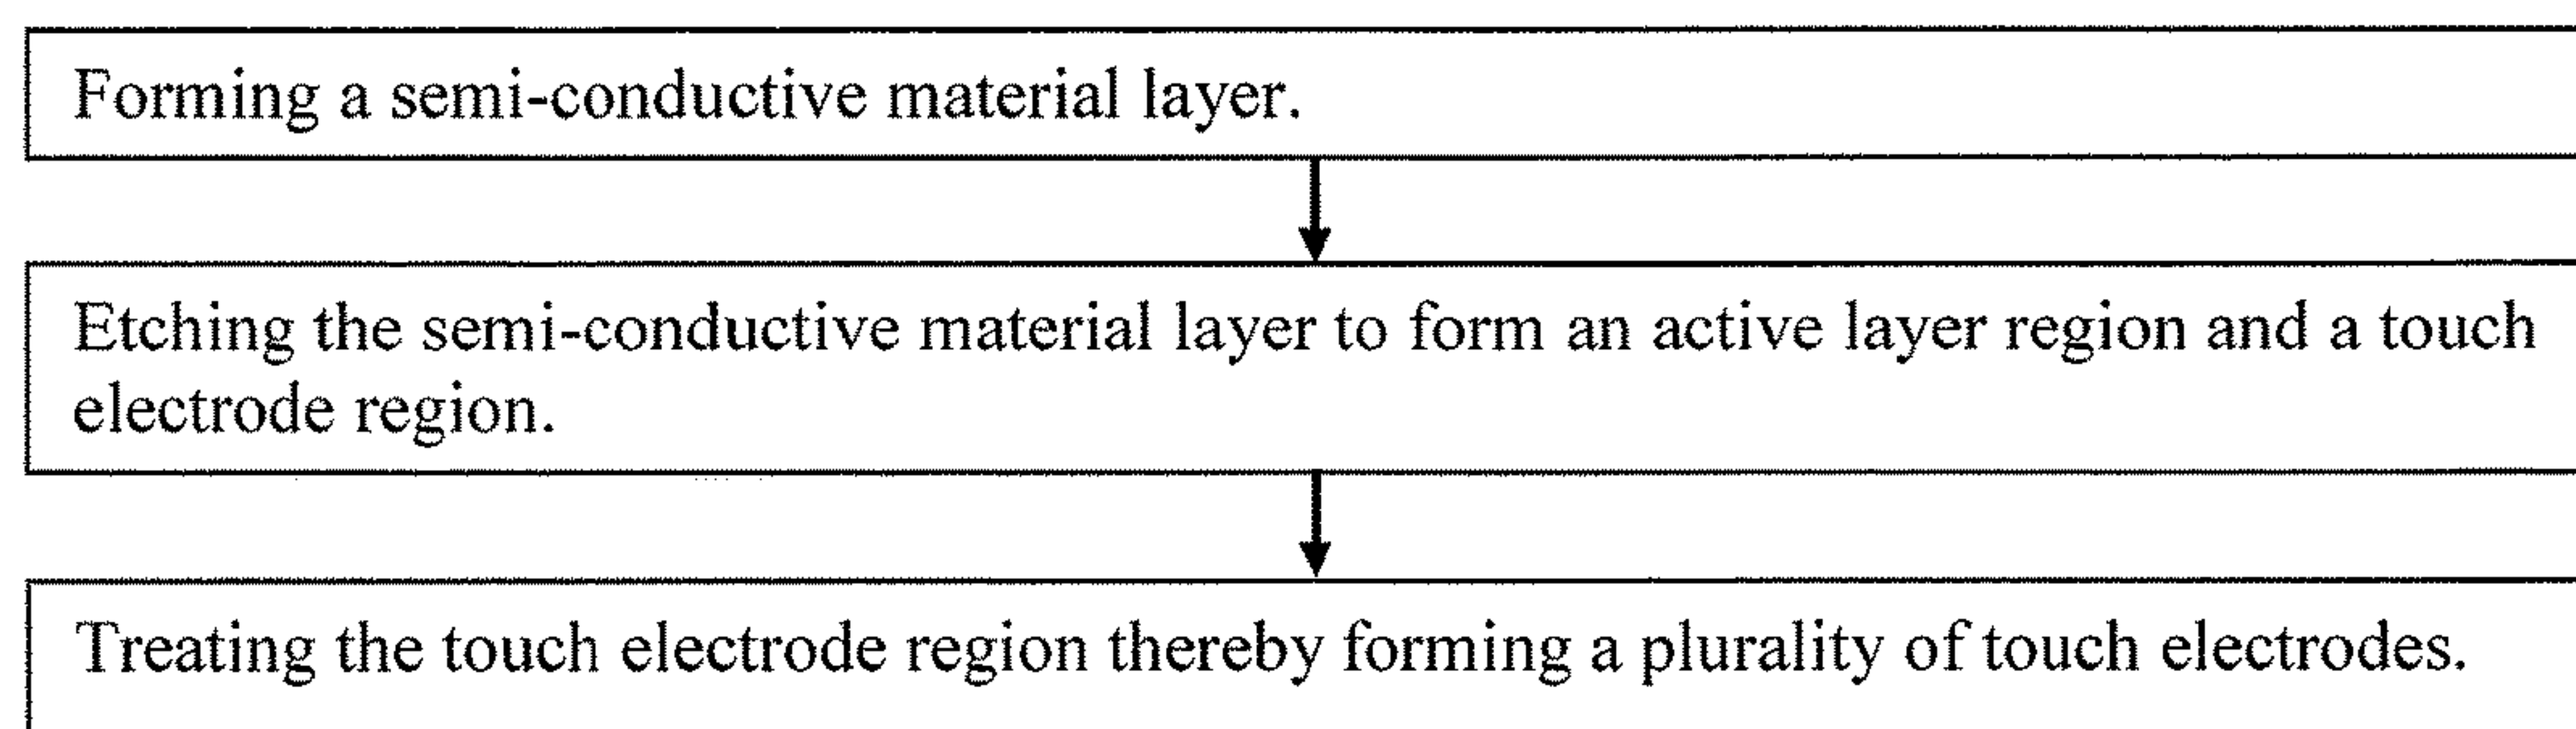 Forming a semi-conductive material layer.
Etching the semi-conductive material layer to form an active layer region and a touch
electrode region.
Treating the touch electrode region thereby forming a plurality of touch electrodes.